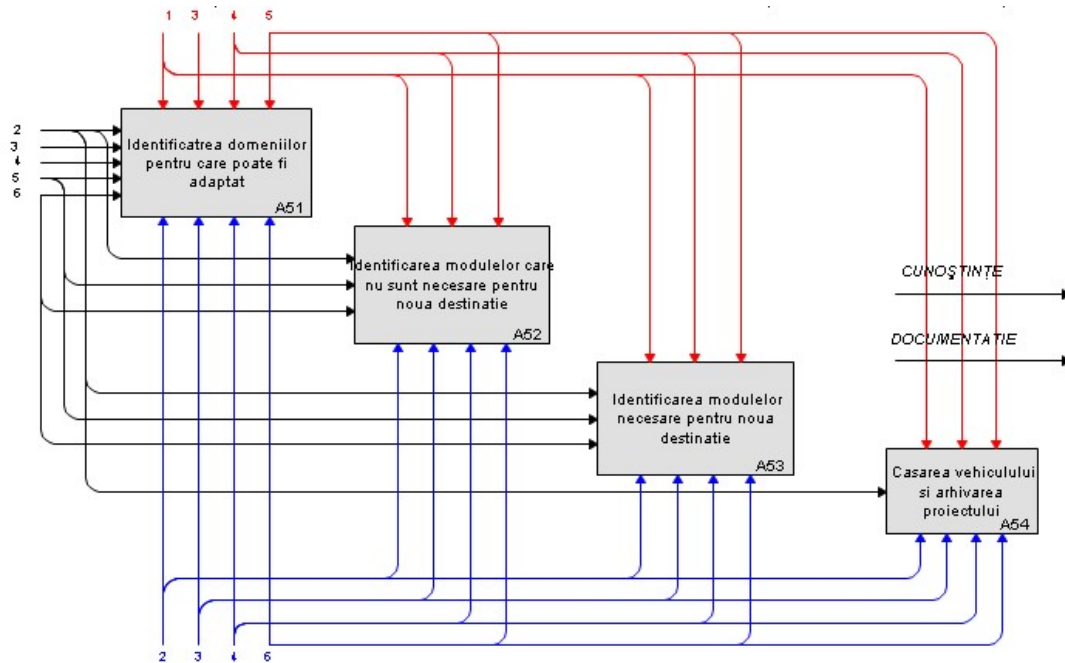 1 3 4 5
2
3
4
5
6
Identificatrea domeniilor
pentru care poate fi
adaptat
A51
Identificarea modulelor care
nu sunt necesare pentru
noua destinatie
A52
CUNOŞTINȚE
DOCUMENTATIE
Identificarea modulelor
necesare pentru noua
destinatie
A53
Casarea vehiculului
si arhivarea
proiectului
A54
2 3 4 6